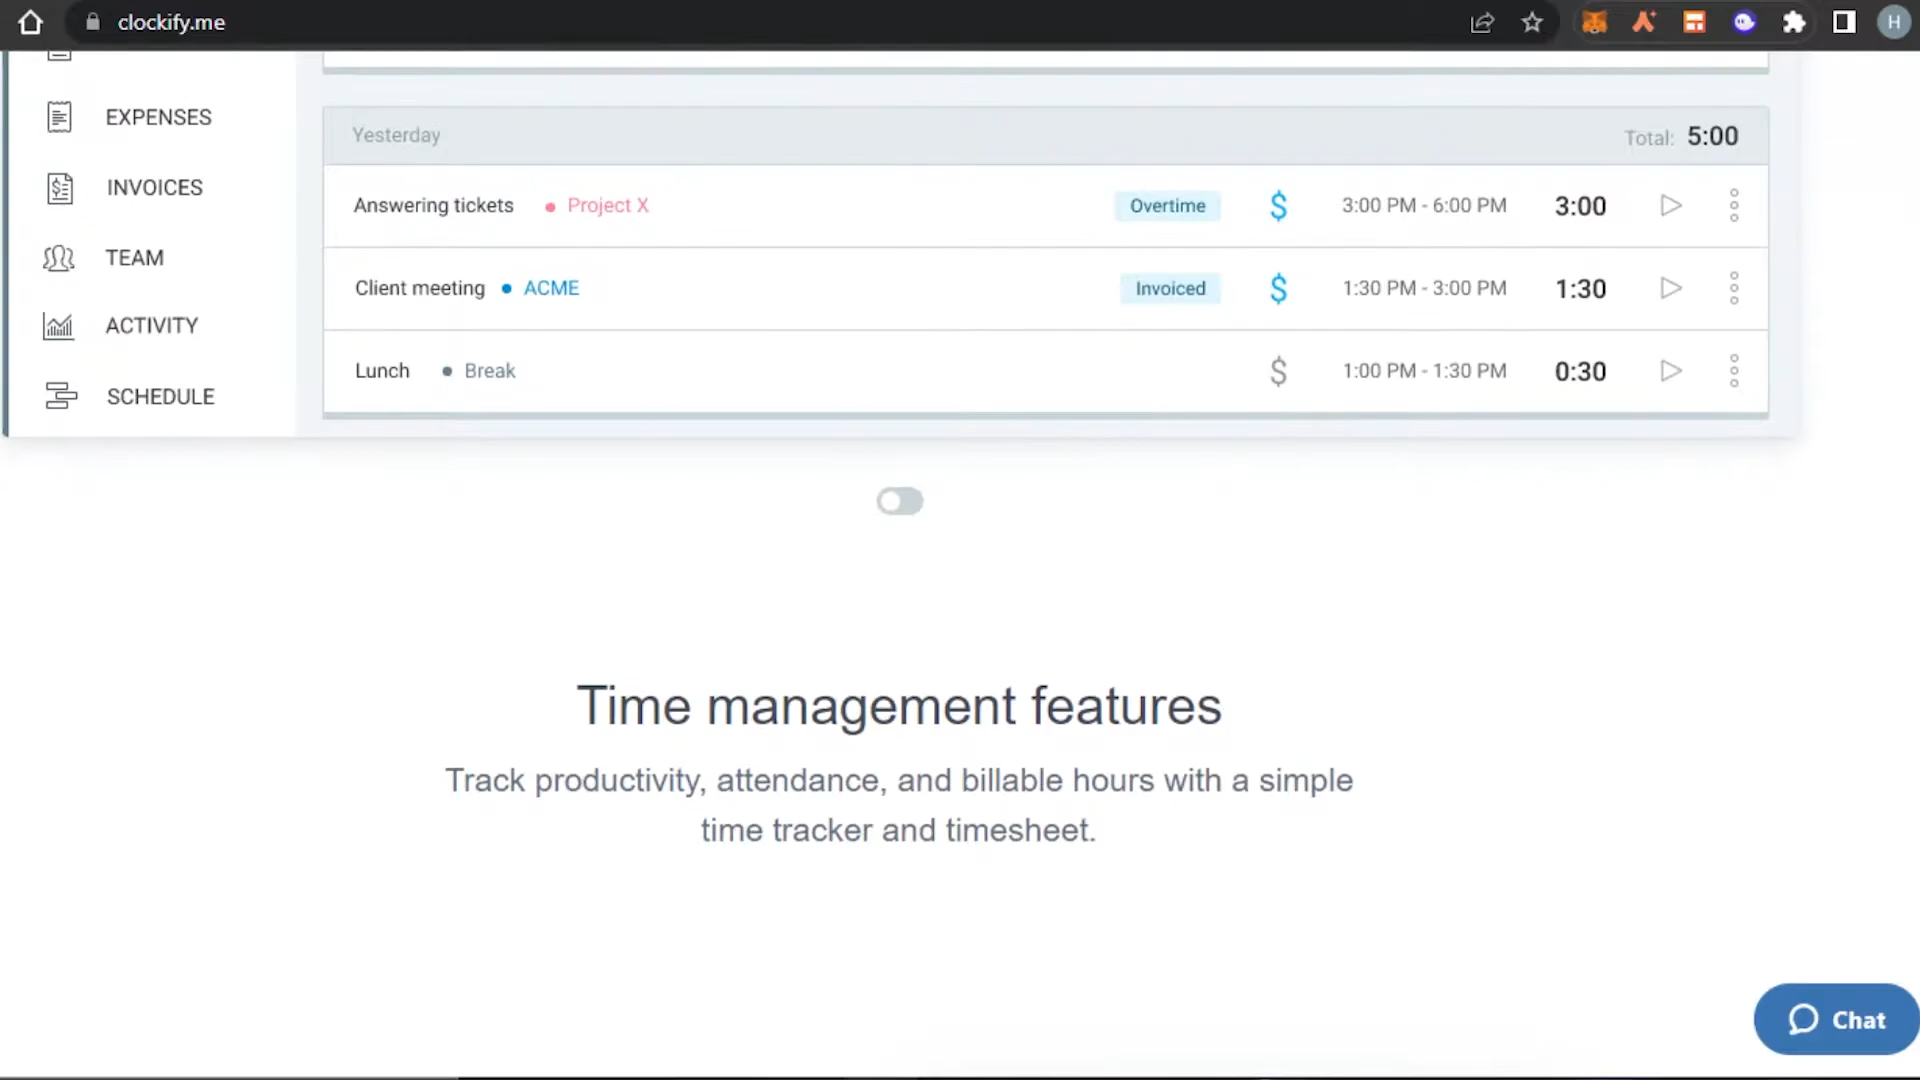 clockify.me
H
EXPENSES
INVOICES
TEAM
ACTIVITY
SCHEDULE
Yesterday Total: 5:00
Answering tickets Project X Overtime $ 3:00 PM - 6:00 PM 3:00
Client meeting ACME Invoiced $ 1:30 PM - 3:00 PM 1:30
Lunch Break $ 1:00 PM - 1:30 PM 0:30
Time management features
Track productivity, attendance, and billable hours with a simple
time tracker and timesheet.
Chat